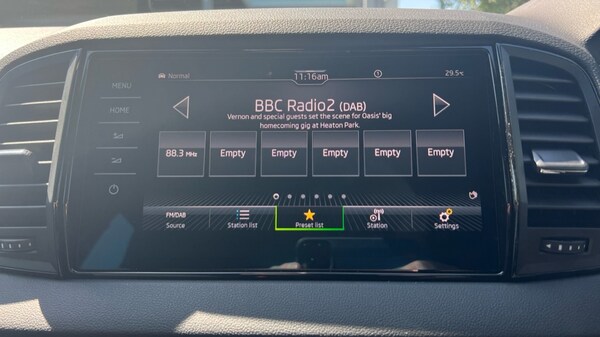 Normal
11:16am
29.5°C
MENU
HOME
BBC Radio2 (DAB)
Vernon and special guests set the scene for Oasis' big
homecoming gig at Heaton Park.
88.3 MHz
Empty
Empty
Empty
Empty
Empty
FM/DAB
Source
Station list
Preset list
Station
Settings